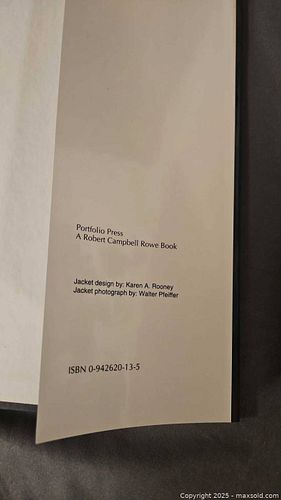 Portfolio Press
A Robert Campbell Rowe Book
Jacket design by: Karen A. Rooney
Jacket photograph by: Walter Pfeiffer
ISBN 0-942620-13-5
Copyright 2025 - maxsold.com